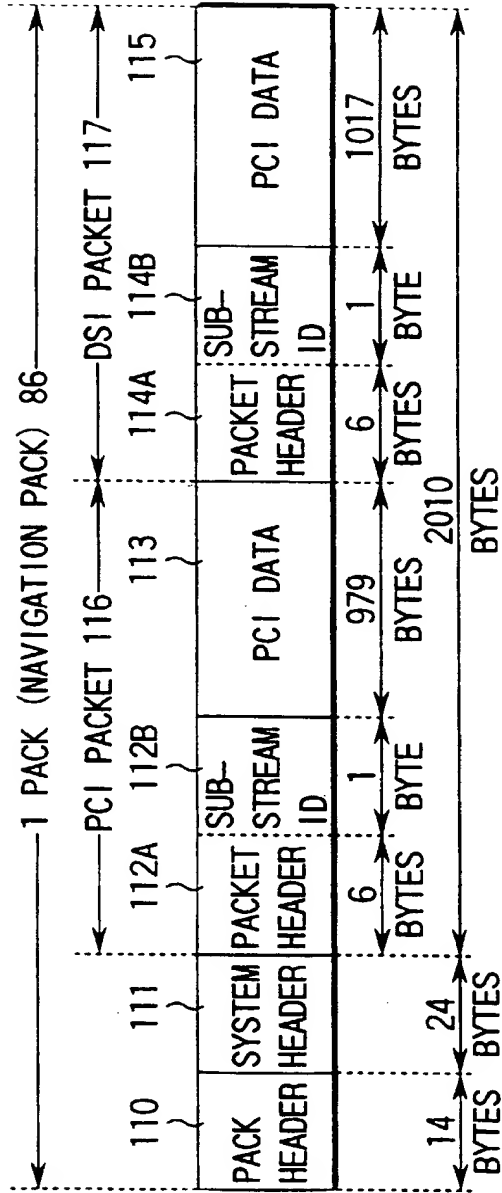 1 PACK (NAVIGATION PACK) 86
PCI PACKET 116
DSI PACKET 117
110
111
112A
112B
113
114A
114B
115
PACK
HEADER
SYSTEM
HEADER
PACKET
HEADER
SUB-
STREAM
ID
PCI DATA
PACKET
HEADER
SUB-
STREAM
ID
PCI DATA
14
BYTES
24
BYTES
6
BYTES
1
BYTE
979
BYTES
6
BYTES
1
BYTE
1017
BYTES
2010
BYTES